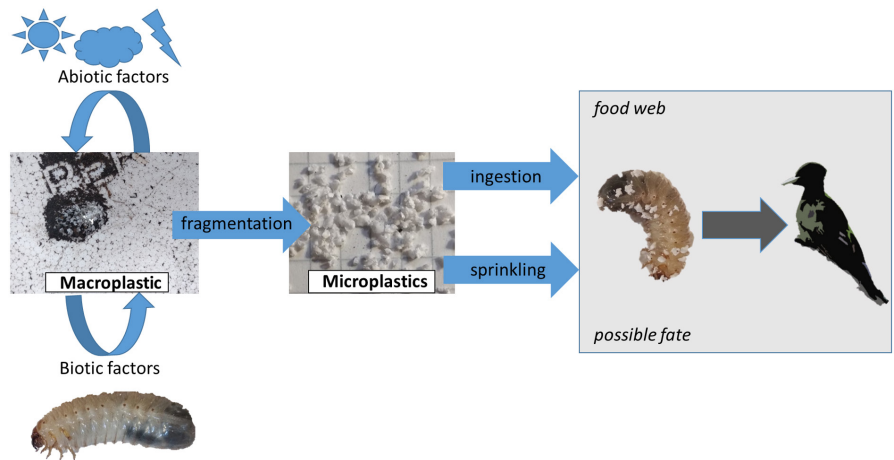 Abiotic factors
Macroplastic
fragmentation
Microplastics
ingestion
sprinkling
food web
possible fate
Biotic factors